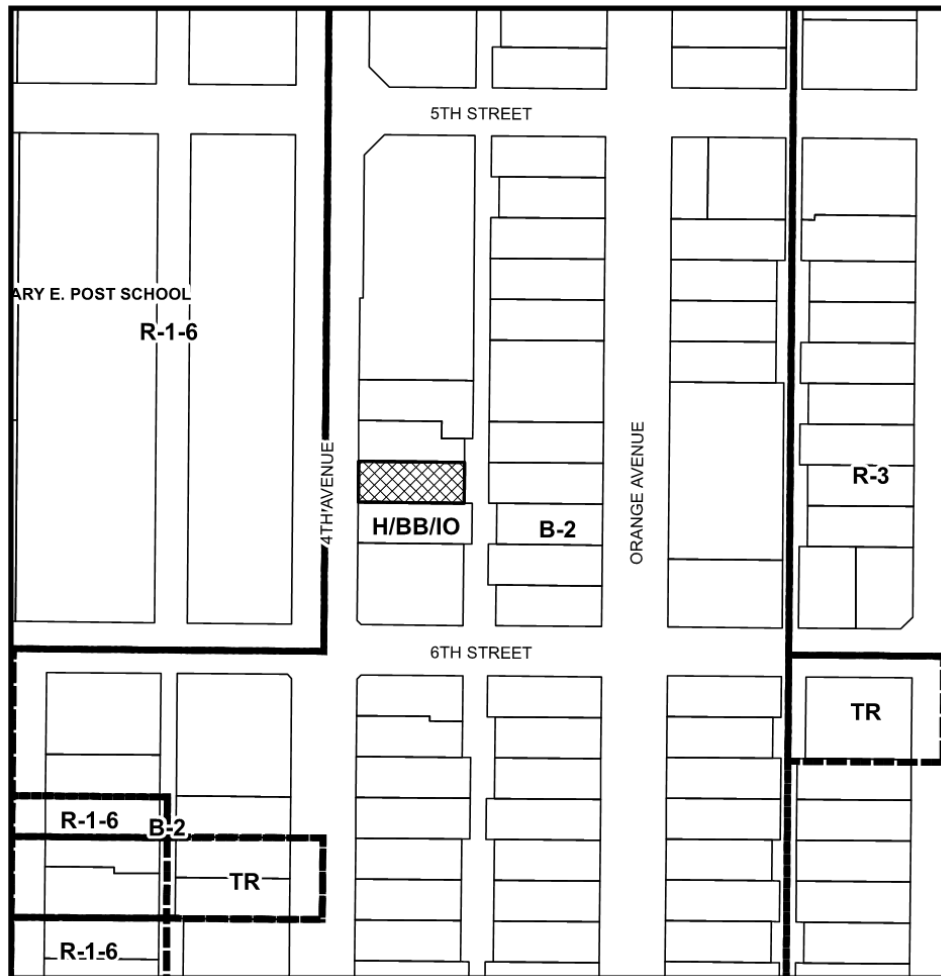 5TH STREET
ARY E. POST SCHOOL
R-1-6
4TH AVENUE
ORANGE AVENUE
R-3
H/BB/IO
B-2
6TH STREET
TR
R-1-6
B-2
TR
R-1-6